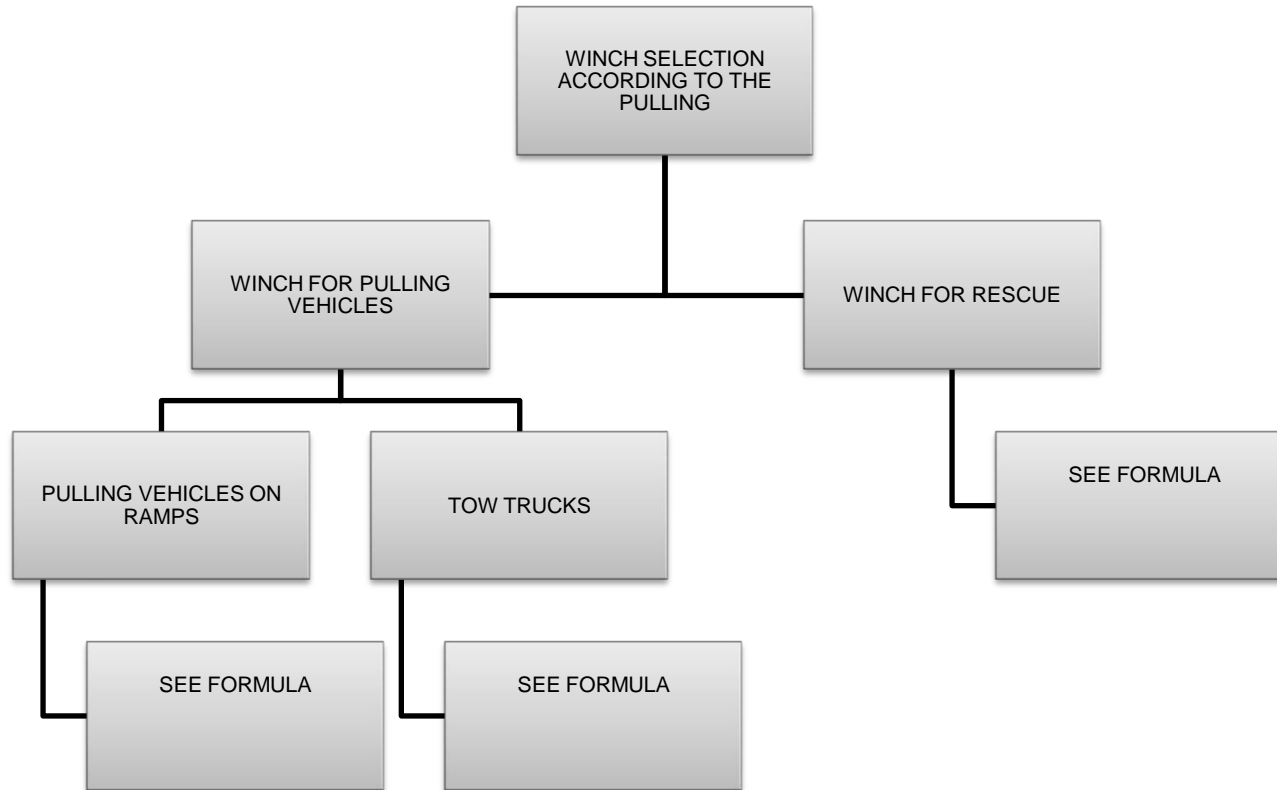 WINCH SELECTION
ACCORDING TO THE
PULLING
WINCH FOR PULLING
VEHICLES
WINCH FOR RESCUE
PULLING VEHICLES ON
RAMPS
TOW TRUCKS
SEE FORMULA
SEE FORMULA
SEE FORMULA